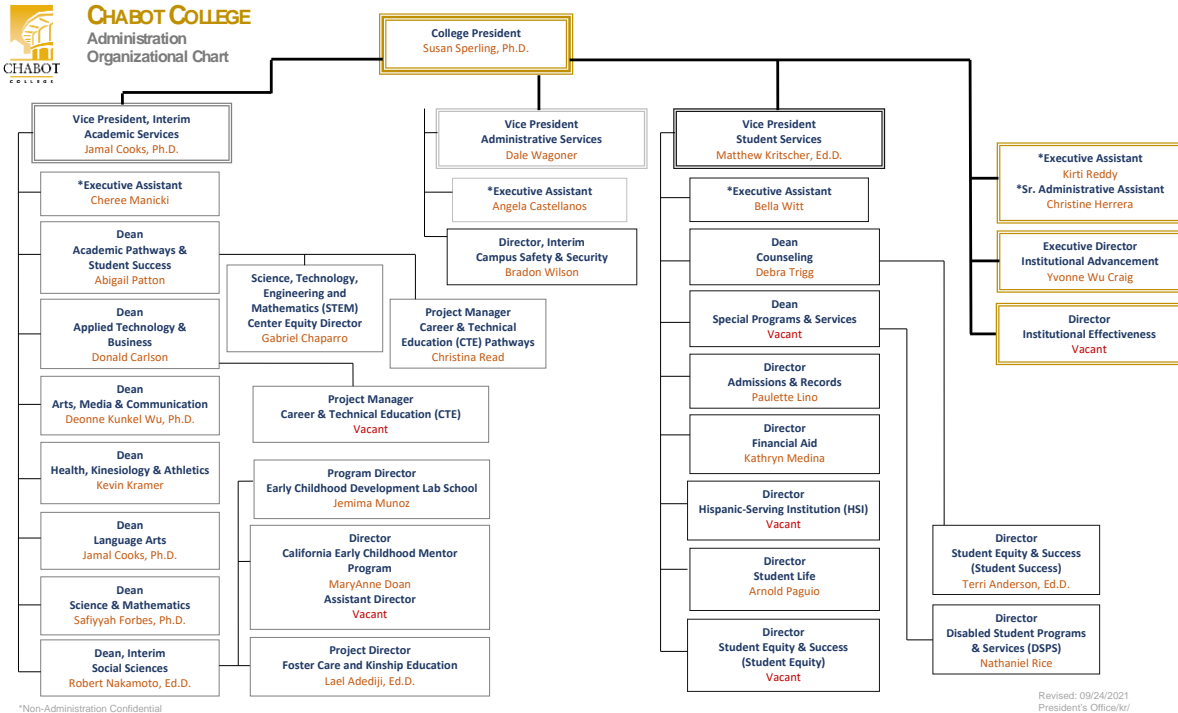 CHABOT COLLEGE
Administration
Organizational Chart
CHABOT
COLLEGE
College President
Susan Sperling, Ph.D.
Vice President, Interim
Academic Services
Jamal Cooks, Ph.D.
*Executive Assistant
Cheree Manicki
Dean
Academic Pathways &
Student Success
Abigail Patton
Science, Technology,
Engineering and
Mathematics (STEM)
Center Equity Director
Gabriel Chaparro
Project Manager
Career & Technical
Education (CTE) Pathways
Christina Read
Dean
Applied Technology &
Business
Donald Carlson
Project Manager
Career & Technical Education (CTE)
Vacant
Dean
Arts, Media & Communication
Deonne Kunkel Wu, Ph.D.
Dean
Health, Kinesiology & Athletics
Kevin Kramer
Dean
Language Arts
Jamal Cooks, Ph.D.
Dean
Science & Mathematics
Safiyyah Forbes, Ph.D.
Dean, Interim
Social Sciences
Robert Nakamoto, Ed.D.
Program Director
Early Childhood Development Lab School
Jemima Munoz
Director
California Early Childhood Mentor
Program
MaryAnne Doan
Assistant Director
Vacant
Project Director
Foster Care and Kinship Education
Lael Adediji, Ed.D.
Vice President
Administrative Services
Dale Wagoner
*Executive Assistant
Angela Castellanos
Director, Interim
Campus Safety & Security
Bradon Wilson
Vice President
Student Services
Matthew Kritscher, Ed.D.
*Executive Assistant
Bella Witt
Dean
Counseling
Debra Trigg
Dean
Special Programs & Services
Vacant
Director
Admissions & Records
Paulette Lino
Director
Financial Aid
Kathryn Medina
Director
Hispanic-Serving Institution (HSI)
Vacant
Director
Student Life
Arnold Paguio
Director
Student Equity & Success
(Student Equity)
Vacant
Director
Student Equity & Success
(Student Success)
Terri Anderson, Ed.D.
Director
Disabled Student Programs
& Services (DSPS)
Nathaniel Rice
*Executive Assistant
Kirti Reddy
*Sr. Administrative Assistant
Christine Herrera
Executive Director
Institutional Advancement
Yvonne Wu Craig
Director
Institutional Effectiveness
Vacant
*Non-Administration Confidential
Revised: 09/24/2021
President's Office/kr/